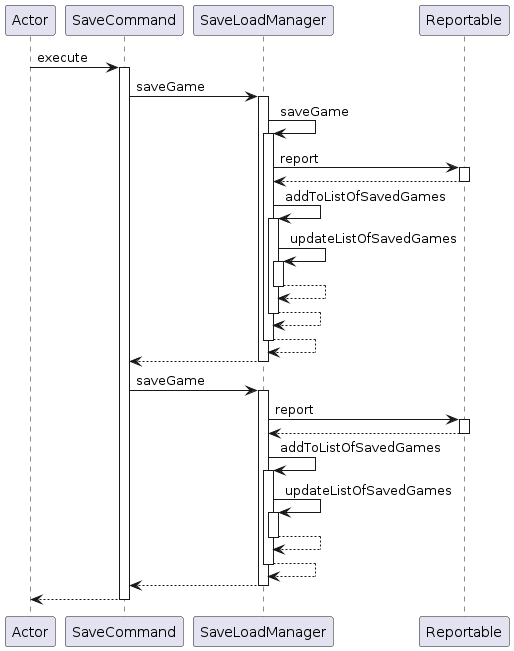 Actor SaveCommand SaveLoadManager Reportable
execute
saveGame
saveGame
report
addToListOfSavedGames
updateListOfSavedGames
saveGame
report
addToListOfSavedGames
updateListOfSavedGames
Actor SaveCommand SaveLoadManager Reportable